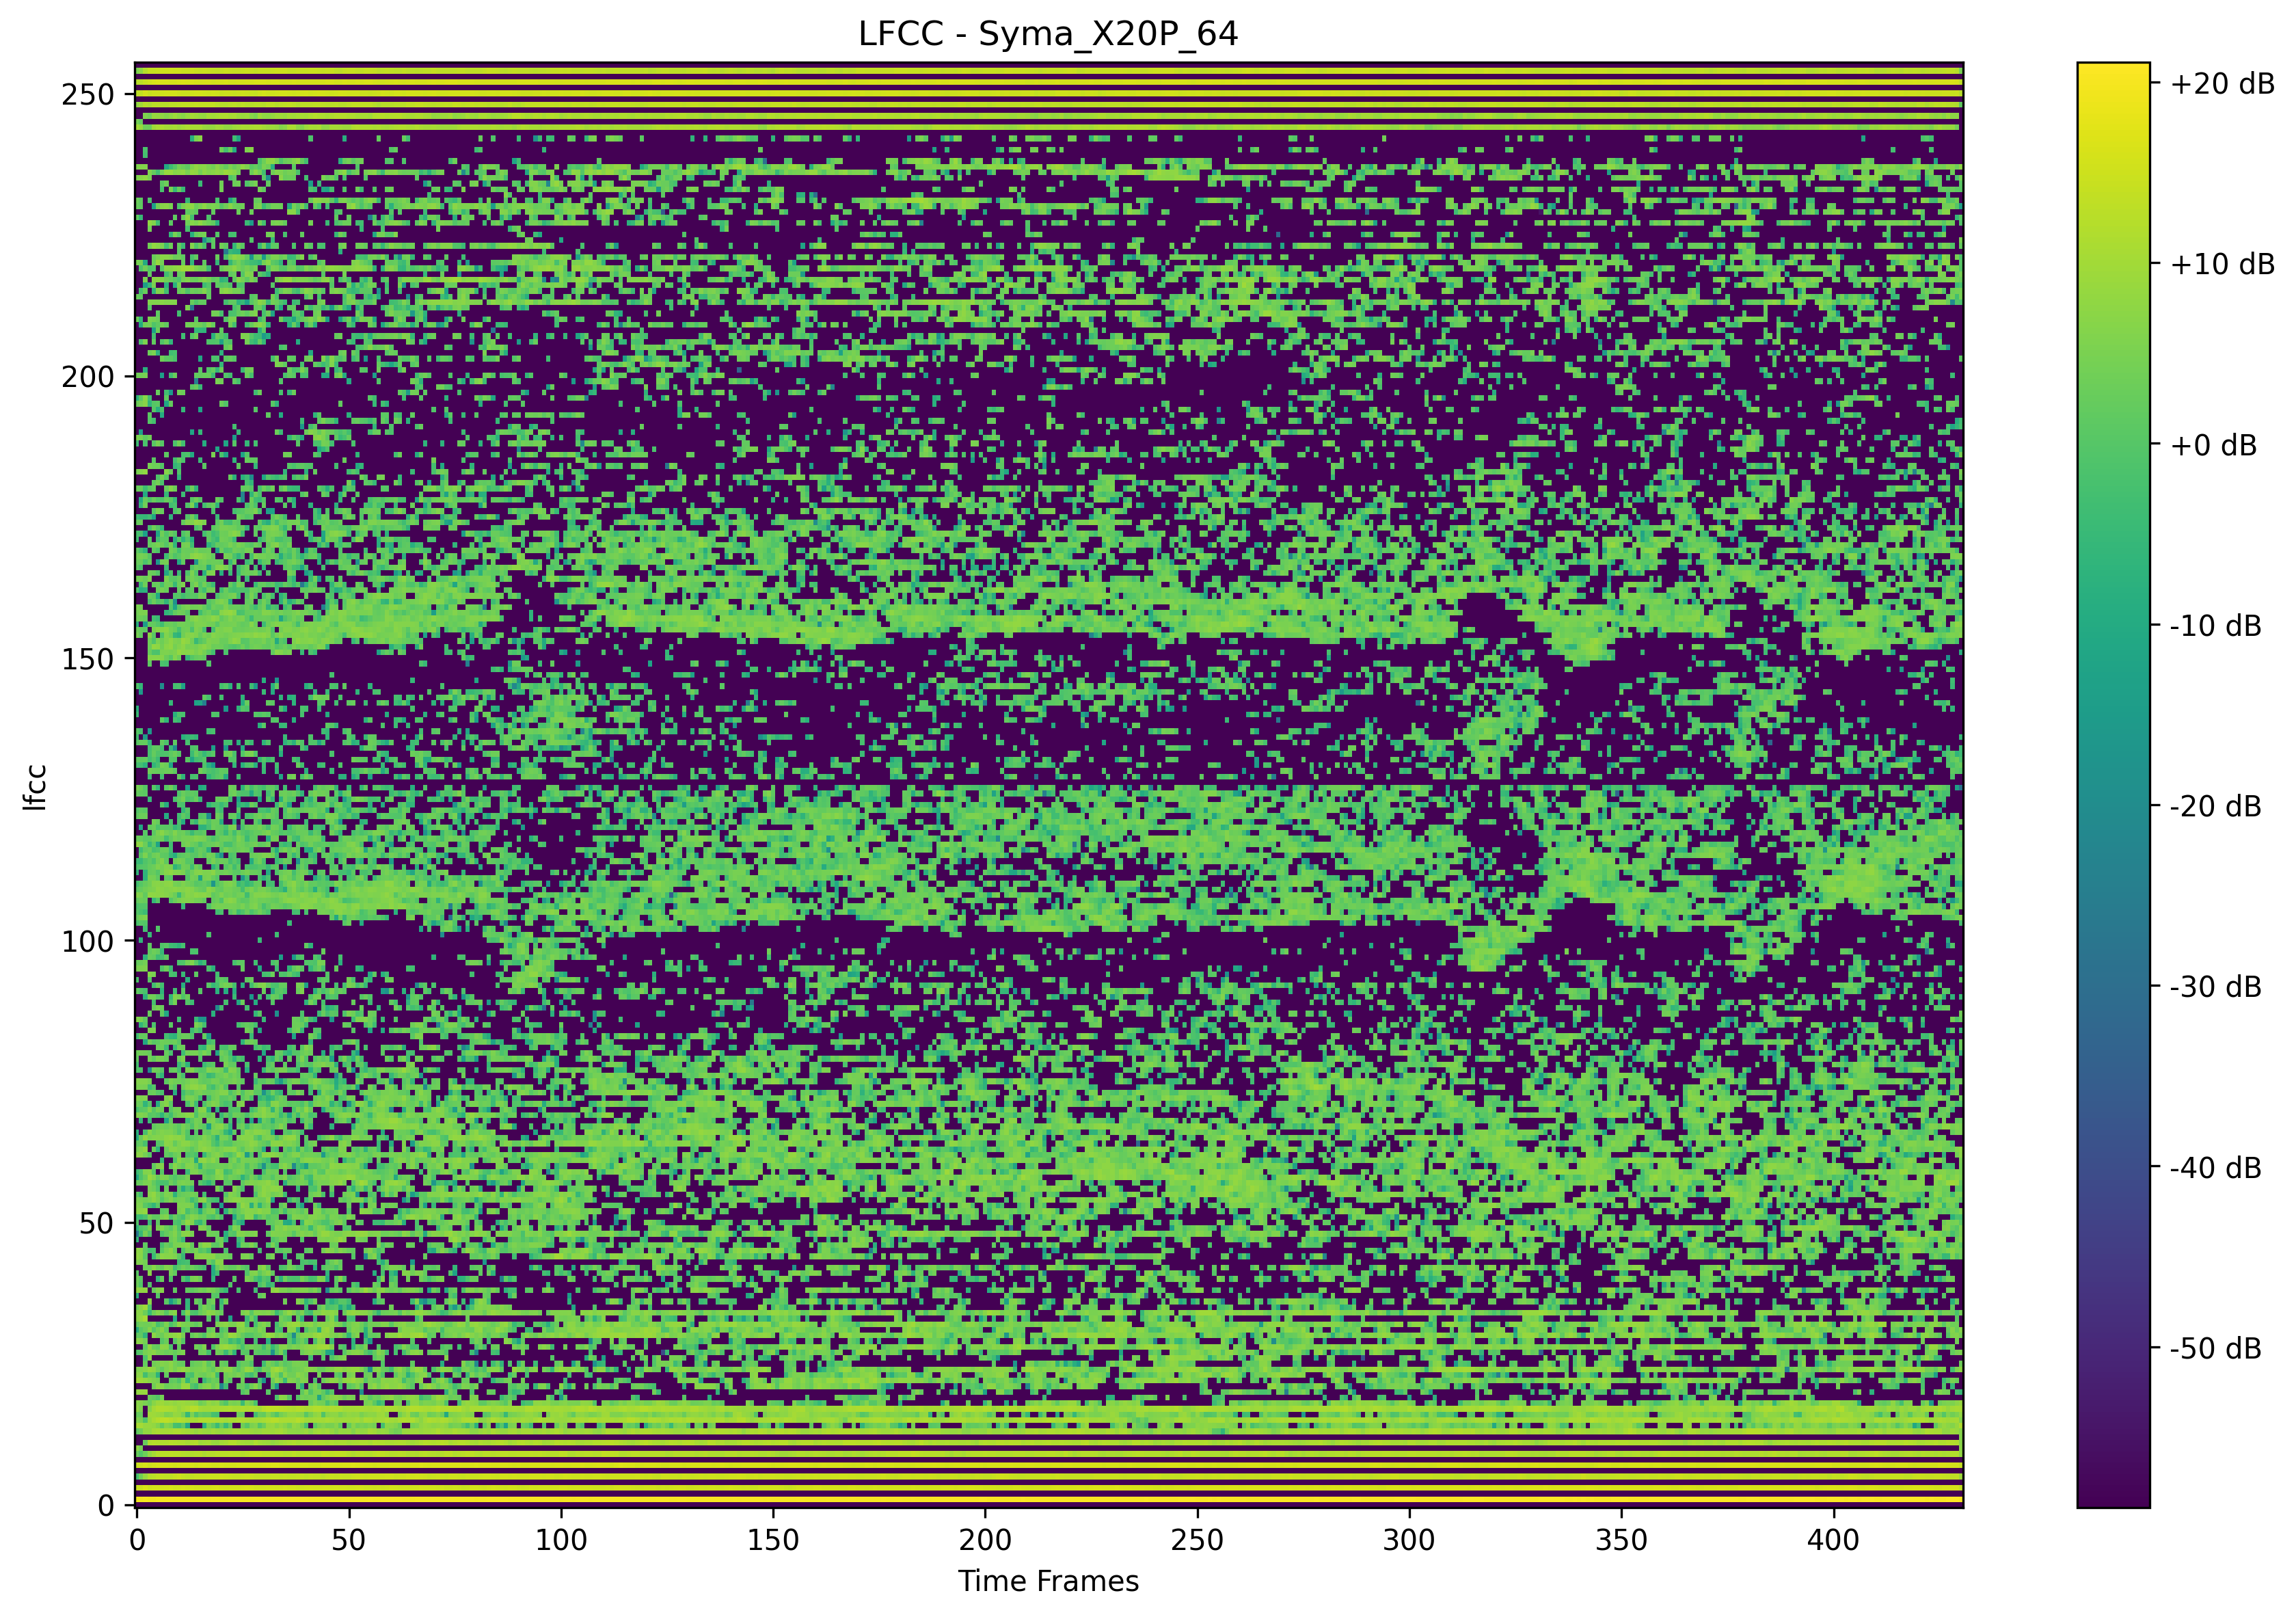 LFCC - Syma_X20P_64
250
200
150
100
50
0
lfcc
0 50 100 150 200 250 300 350 400
Time Frames
+20 dB
+10 dB
+0 dB
-10 dB
-20 dB
-30 dB
-40 dB
-50 dB